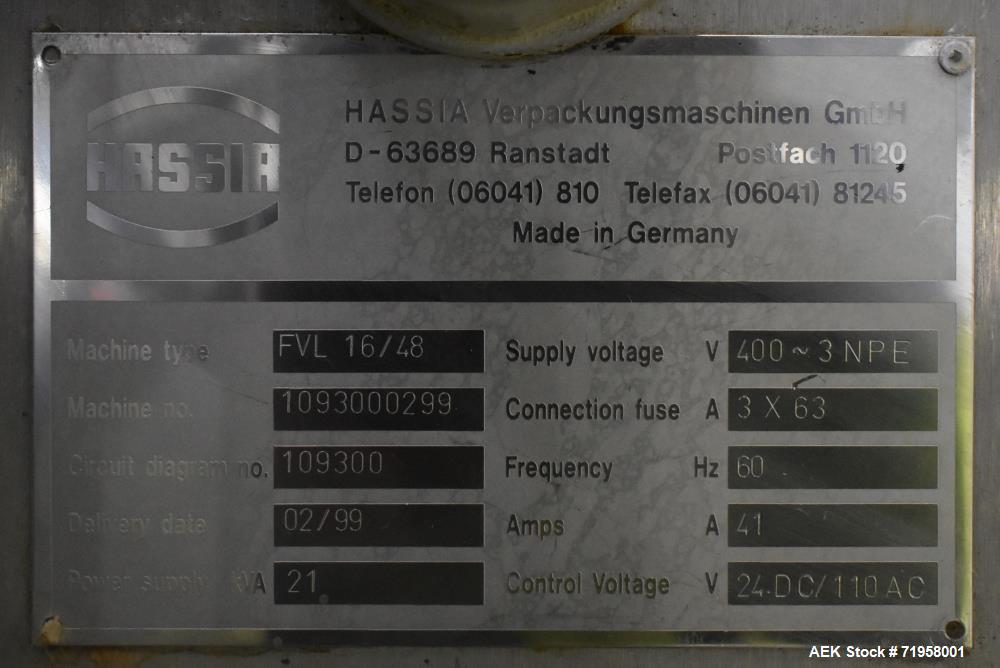 HASSIA
HASSIA Verpackungsmaschinen GmbH
D-63689 Ranstadt Postfach 1120
Telefon (06041) 810 Telefax (06041) 81245
Made in Germany
Machine type FVL 16/48 Supply voltage V 400~3NPE
Machine no. 1093000299 Connection fuse A 3 X 63
Circuit diagram no. 109300 Frequency Hz 60
Delivery date 02/99 Amps A 41
Power supply kVA 21 Control Voltage V 24.DC/110AC
AEK Stock #71958001